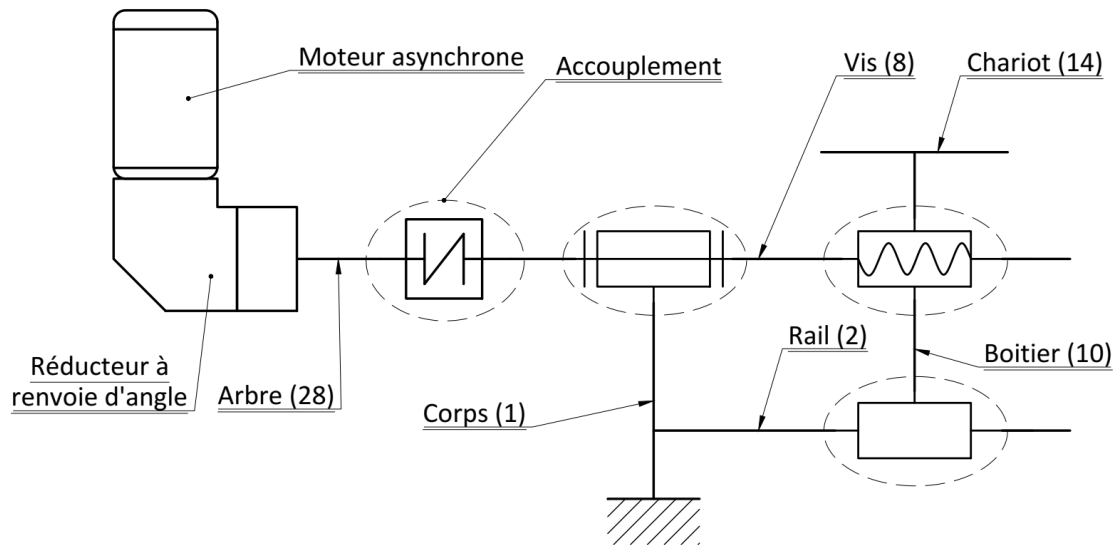 Moteur asynchrone
Accouplement
Vis (8)
Chariot (14)
Réducteur à
renvoie d'angle
Arbre (28)
Corps (1)
Rail (2)
Boitier (10)